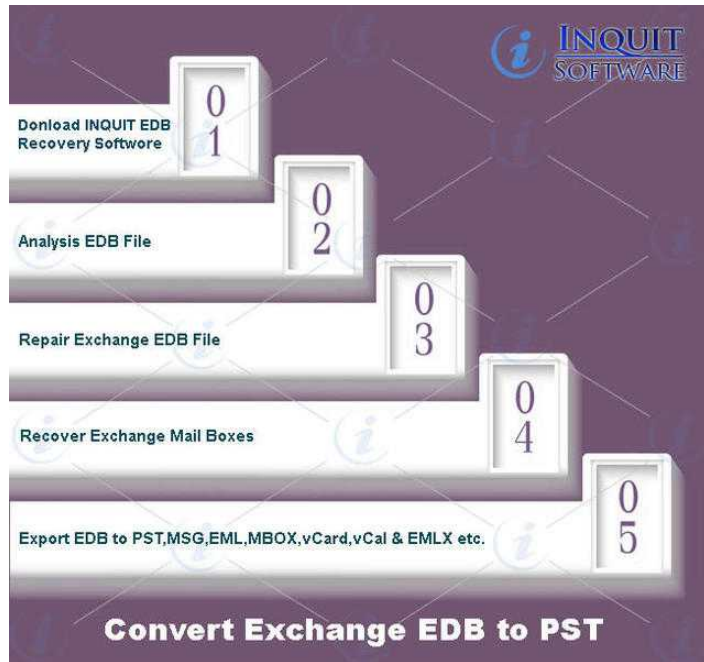 INQUIT
SOFTWARE
01
Donload INQUIT EDB
Recovery Softwore
02
Analysis EDB File
03
Repair Exchange EDB File
04
Recover Exchange Mail Boxes
05
Export EDB to PST,MSG,EML,MBOX,vCard,vCal & EMLX etc.
Convert Exchange EDB to PST